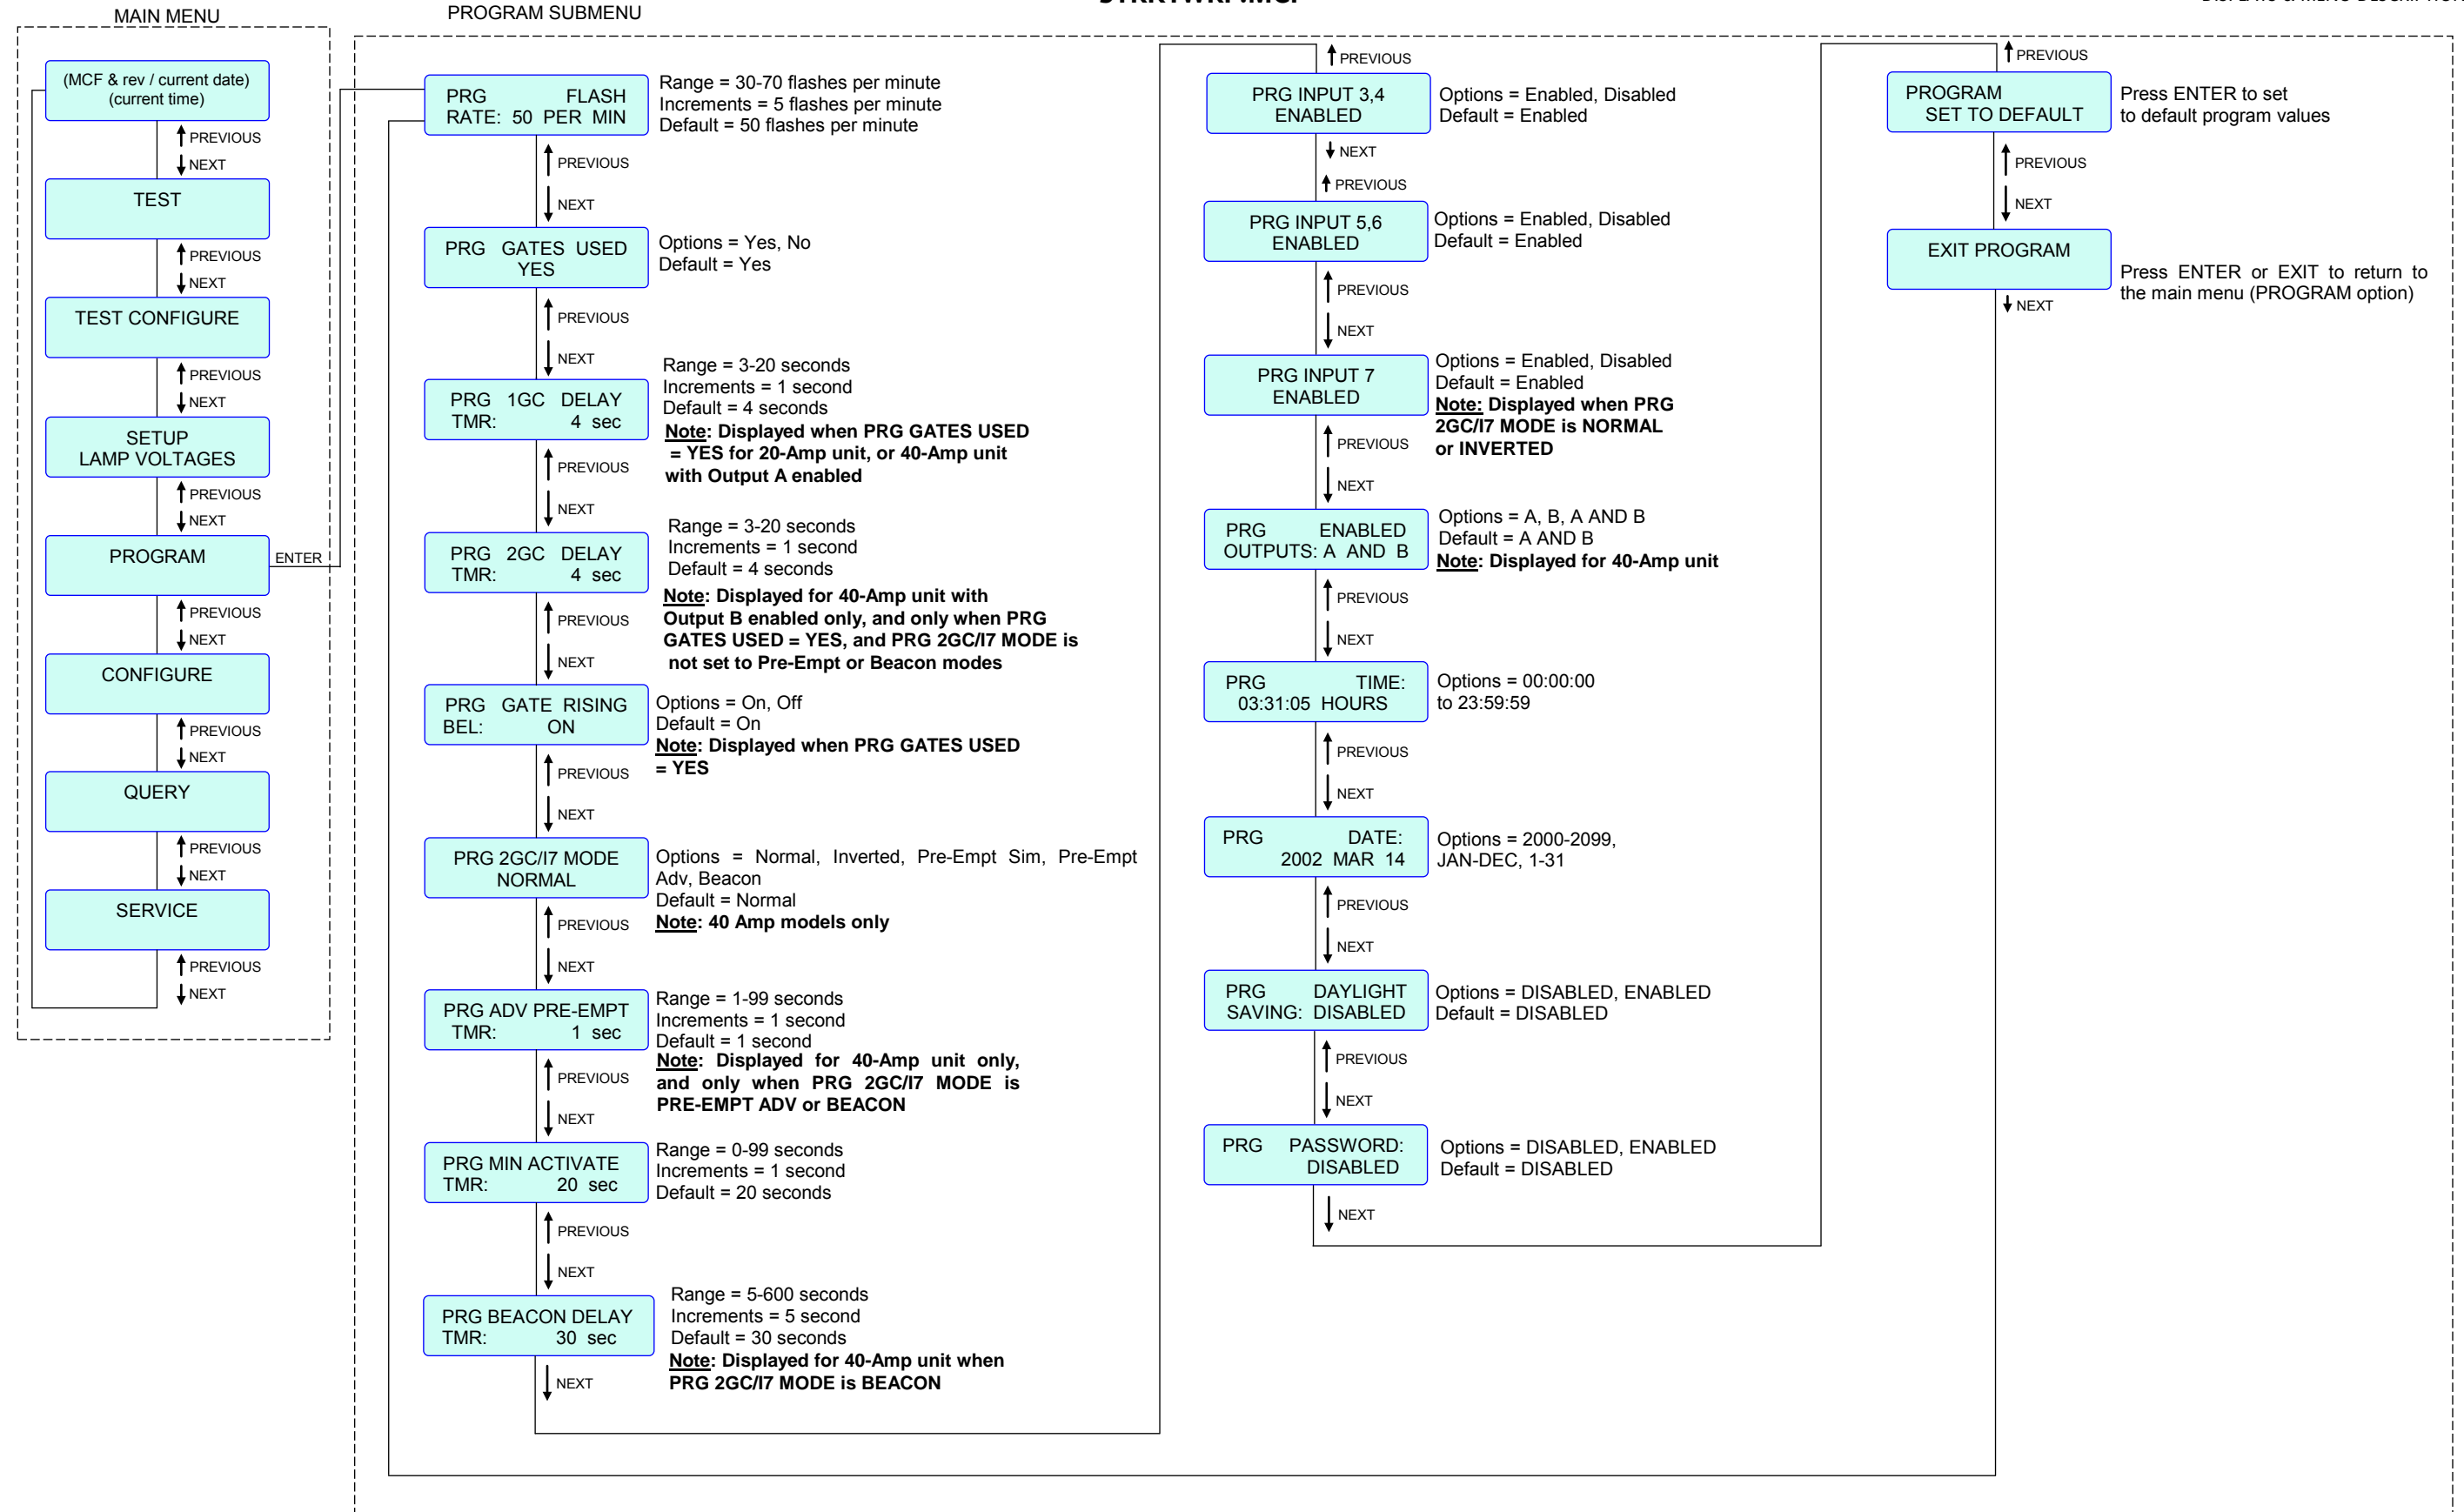 MAIN MENU
(MCF & rev / current date)
(current time)
PREVIOUS
NEXT
TEST
PREVIOUS
NEXT
TEST CONFIGURE
PREVIOUS
NEXT
SETUP
LAMP VOLTAGES
PREVIOUS
NEXT
PROGRAM
ENTER
PREVIOUS
NEXT
CONFIGURE
PREVIOUS
NEXT
QUERY
PREVIOUS
NEXT
SERVICE
PREVIOUS
NEXT
PROGRAM SUBMENU
PRG FLASH
RATE: 50 PER MIN
Range = 30-70 flashes per minute
Increments = 5 flashes per minute
Default = 50 flashes per minute
PREVIOUS
NEXT
PRG GATES USED
YES
Options = Yes, No
Default = Yes
PREVIOUS
NEXT
PRG 1GC DELAY
TMR: 4 sec
Range = 3-20 seconds
Increments = 1 second
Default = 4 seconds
Note: Displayed when PRG GATES USED
= YES for 20-Amp unit, or 40-Amp unit
with Output A enabled
PREVIOUS
NEXT
PRG 2GC DELAY
TMR: 4 sec
Range = 3-20 seconds
Increments = 1 second
Default = 4 seconds
Note: Displayed for 40-Amp unit with
Output B enabled only, and only when PRG
GATES USED = YES, and PRG 2GC/I7 MODE is
not set to Pre-Empt or Beacon modes
PREVIOUS
NEXT
PRG GATE RISING
BEL: ON
Options = On, Off
Default = On
Note: Displayed when PRG GATES USED
= YES
PREVIOUS
NEXT
PRG 2GC/I7 MODE
NORMAL
Options = Normal, Inverted, Pre-Empt Sim, Pre-Empt
Adv, Beacon
Default = Normal
Note: 40 Amp models only
PREVIOUS
NEXT
PRG ADV PRE-EMPT
TMR: 1 sec
Range = 1-99 seconds
Increments = 1 second
Default = 1 second
Note: Displayed for 40-Amp unit only,
and only when PRG 2GC/I7 MODE is
PRE-EMPT ADV or BEACON
PREVIOUS
NEXT
PRG MIN ACTIVATE
TMR: 20 sec
Range = 0-99 seconds
Increments = 1 second
Default = 20 seconds
PREVIOUS
NEXT
PRG BEACON DELAY
TMR: 30 sec
Range = 5-600 seconds
Increments = 5 second
Default = 30 seconds
Note: Displayed for 40-Amp unit when
PRG 2GC/I7 MODE is BEACON
NEXT
PREVIOUS
PRG INPUT 3,4
ENABLED
Options = Enabled, Disabled
Default = Enabled
NEXT
PREVIOUS
PRG INPUT 5,6
ENABLED
Options = Enabled, Disabled
Default = Enabled
PREVIOUS
NEXT
PRG INPUT 7
ENABLED
Options = Enabled, Disabled
Default = Enabled
Note: Displayed when PRG
2GC/I7 MODE is NORMAL
or INVERTED
PREVIOUS
NEXT
PRG ENABLED
OUTPUTS: A AND B
Options = A, B, A AND B
Default = A AND B
Note: Displayed for 40-Amp unit
PREVIOUS
NEXT
PRG TIME:
03:31:05 HOURS
Options = 00:00:00
to 23:59:59
PREVIOUS
NEXT
PRG DATE:
2002 MAR 14
Options = 2000-2099,
JAN-DEC, 1-31
PREVIOUS
NEXT
PRG DAYLIGHT
SAVING: DISABLED
Options = DISABLED, ENABLED
Default = DISABLED
PREVIOUS
NEXT
PRG PASSWORD:
DISABLED
Options = DISABLED, ENABLED
Default = DISABLED
NEXT
PREVIOUS
PROGRAM
SET TO DEFAULT
Press ENTER to set
to default program values
PREVIOUS
NEXT
EXIT PROGRAM
Press ENTER or EXIT to return to
the main menu (PROGRAM option)
NEXT